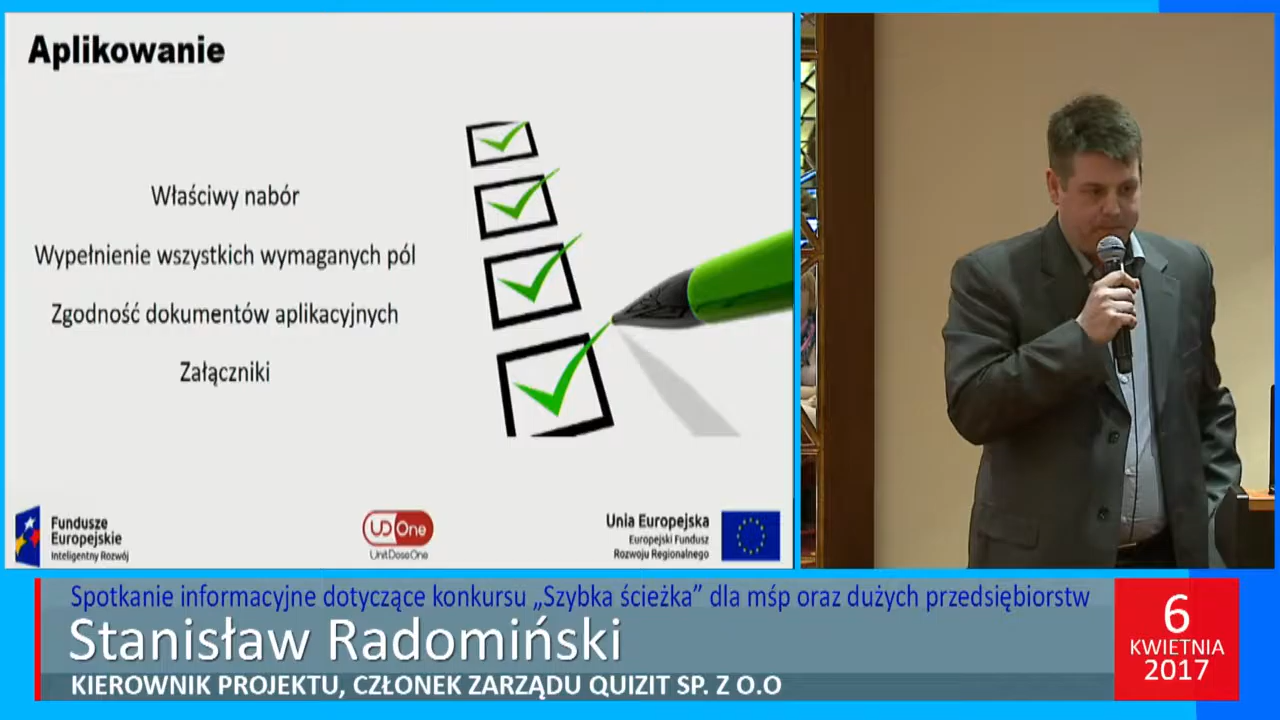 Aplikowanie
Właściwy nabór
Wypełnienie wszystkich wymaganych pól
Zgodność dokumentów aplikacyjnych
Załączniki
Fundusze
Europejskie
Inteligentny Rozwój
UD One
UnitDoseOne
Unia Europejska
Europejski Fundusz
Rozwoju Regionalnego
Spotkanie informacyjne dotyczące konkursu „Szybka ścieżka” dla mśp oraz dużych przedsiębiorstw
Stanisław Radomiński
KIEROWNIK PROJEKTU, CZŁONEK ZARZĄDU QUIZIT SP. Z O.O
6
KWIETNIA
2017